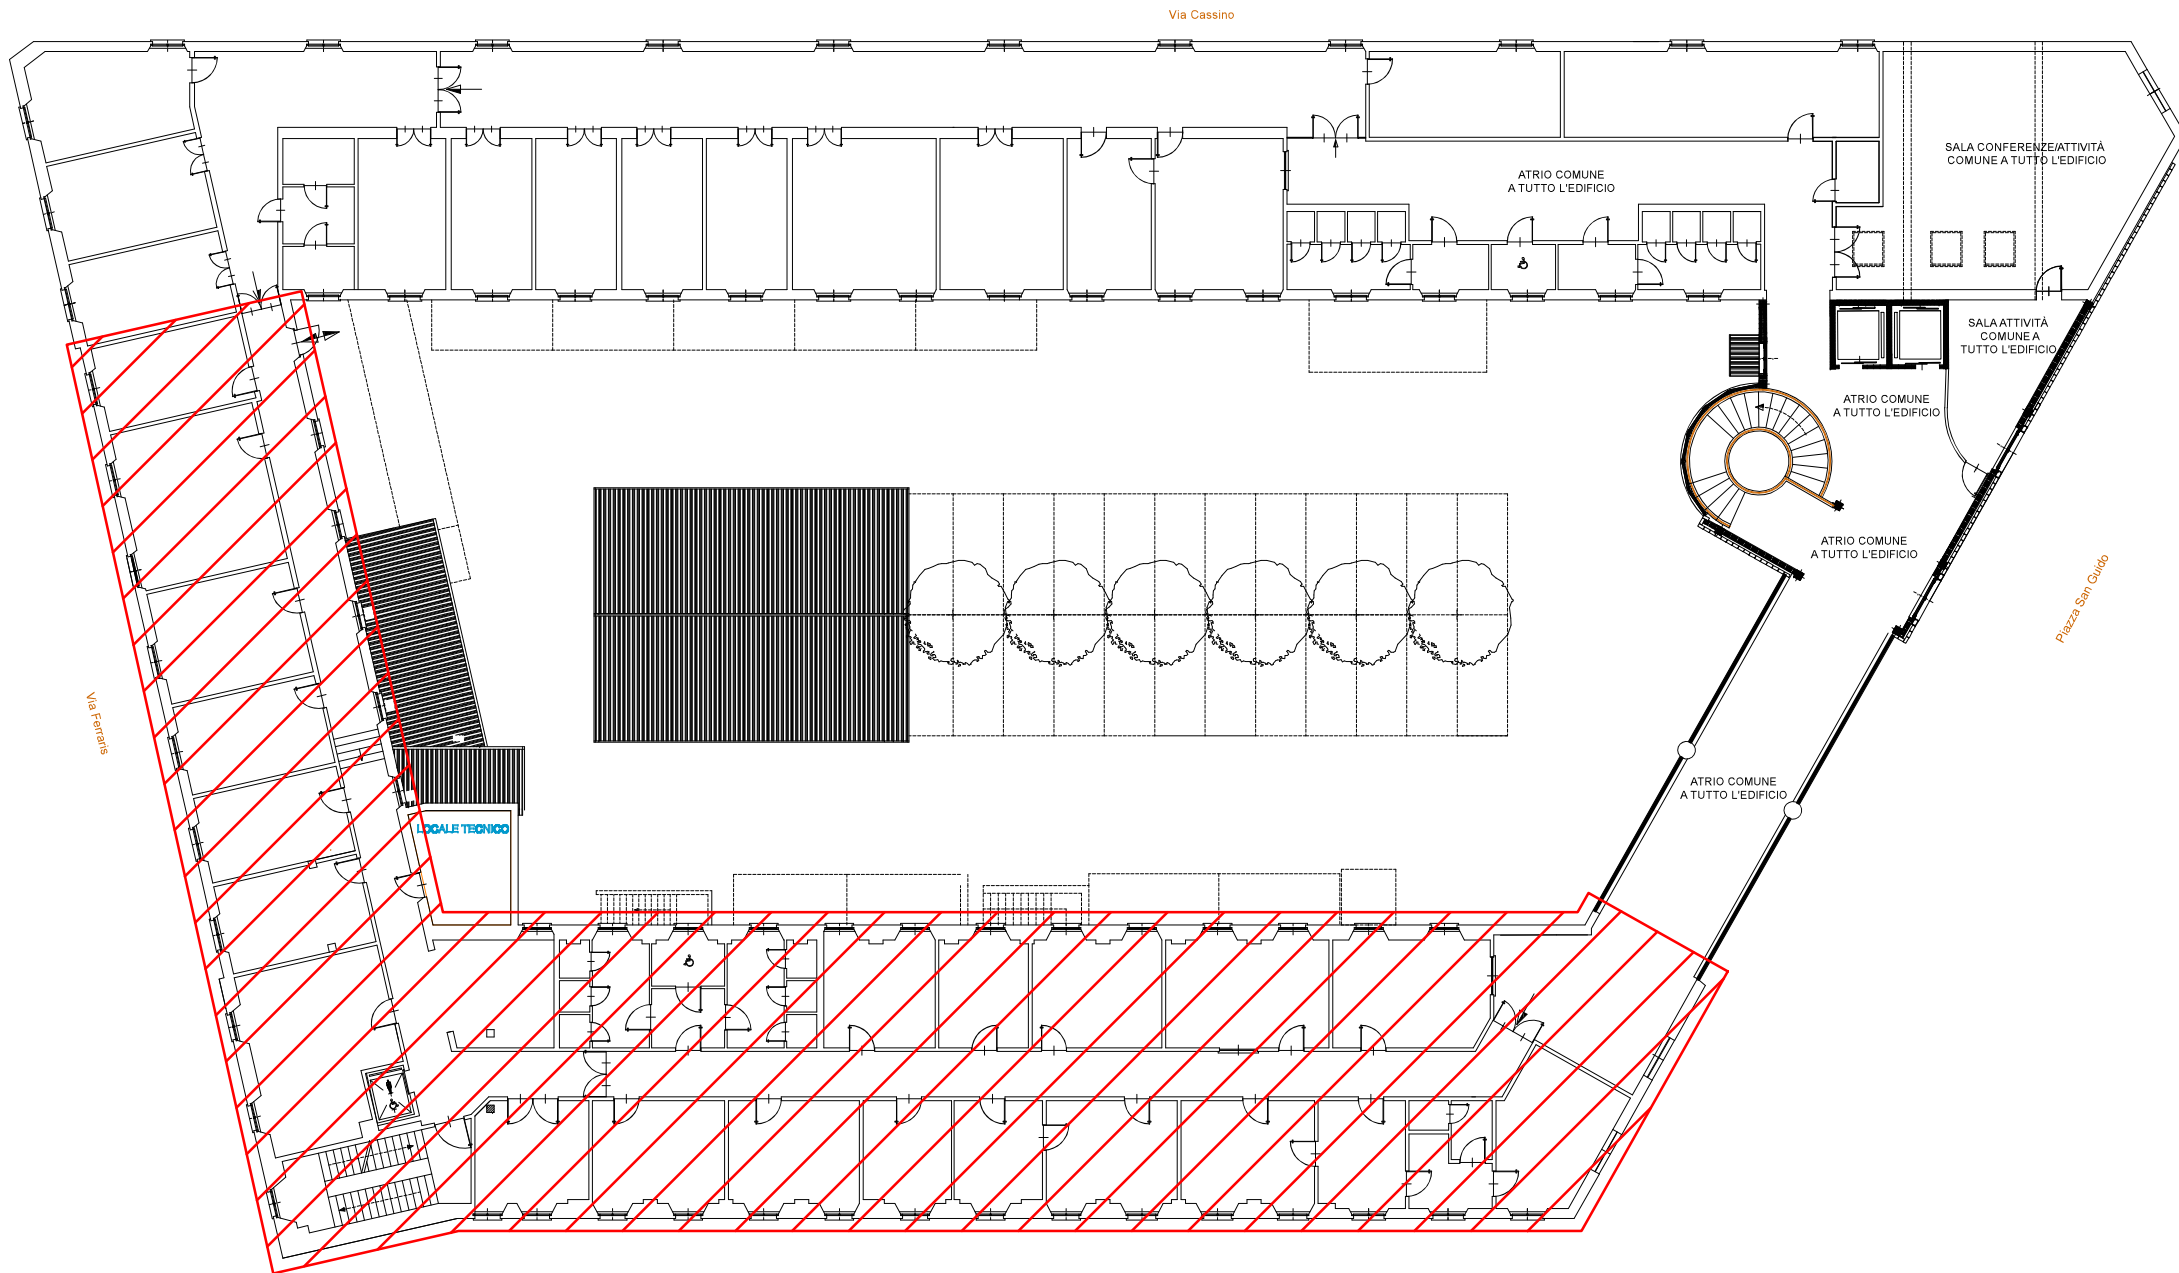 Via Cassino
SALA CONFERENZE/ATTIVITÀ
COMUNE A TUTTO L'EDIFICIO
ATRIO COMUNE
A TUTTO L'EDIFICIO
SALA ATTIVITÀ
COMUNE A
TUTTO L'EDIFICIO
ATRIO COMUNE
A TUTTO L'EDIFICIO
ATRIO COMUNE
A TUTTO L'EDIFICIO
Piazza San Guido
Via Ferraris
ATRIO COMUNE
A TUTTO L'EDIFICIO
LOCALE TECNICO